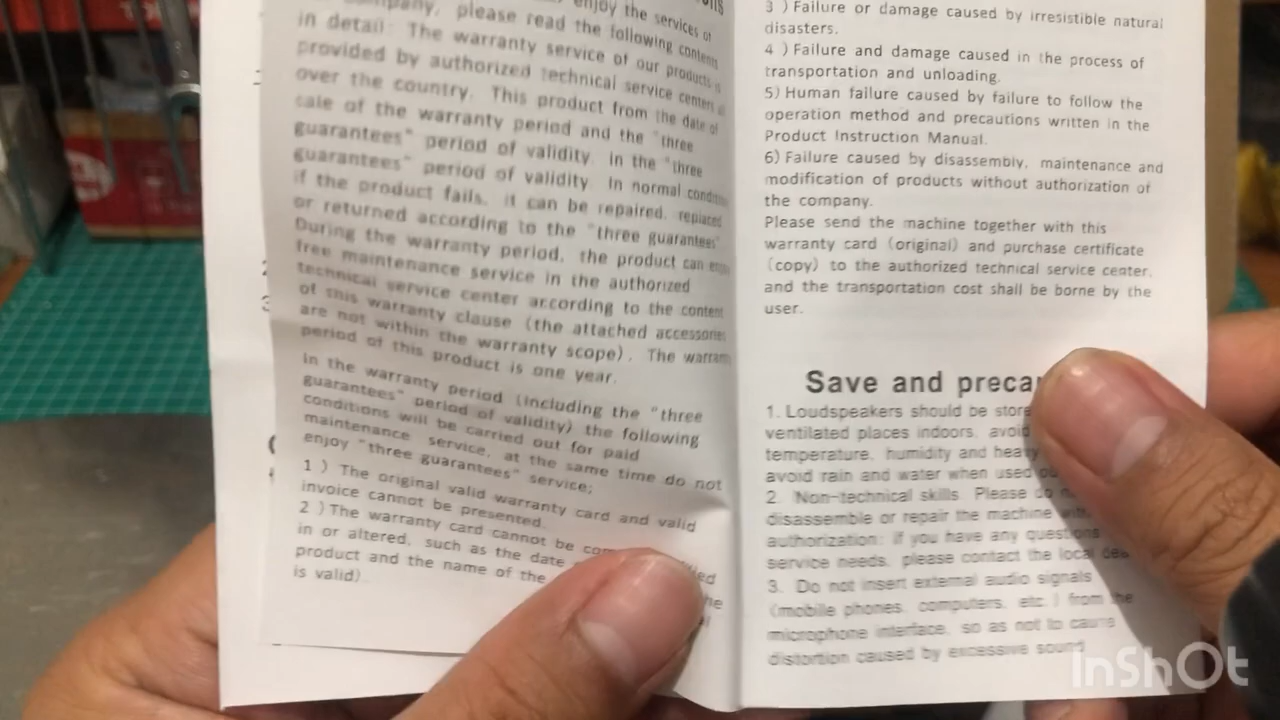 enjoy the services of
company, please read the following contents
in detail: The warranty service of our products is
provided by authorized technical service centers
over the country. This product from the date of
sale of the warranty period and the "three
guarantees" period of validity. In the "three
guarantees" period of validity. In normal
if the product fails, it can be repaired, replaced
or returned according to the "three guarantees"
During the warranty period, the product can
free maintenance service in the authorized
technical service center according to the content
of this warranty clause (the attached accessories
are not within the warranty scope). The
period of this product is one year.
In the warranty period (including the "three
guarantees" period of validity) the following
conditions will be carried out for paid
maintenance service, at the same time do not
enjoy "three guarantees" service;
1 ) The original valid warranty card and valid
invoice cannot be presented.
2 ) The warranty card cannot be
in or altered, such as the date
product and the name of the
is valid)
3 ) Failure or damage caused by irresistible natural
disasters.
4 ) Failure and damage caused in the process of
transportation and unloading.
5) Human failure caused by failure to follow the
operation method and precautions written in the
Product Instruction Manual.
6) Failure caused by disassembly, maintenance and
modification of products without authorization of
the company.
Please send the machine together with this
warranty card (original) and purchase certificate
(copy) to the authorized technical service center,
and the transportation cost shall be borne by the
user.
Save and
1. Loudspeakers should be
ventilated places indoors, avoid
temperature, humidity and
avoid rain and water when used
2. Non-technical skills. Please do
disassemble or repair the machine
authorization; if you have any questions
service needs, please contact the local
3. Do not insert external audio signals
(mobile phones, computers, etc.) from the
microphone interface, so as not to cause
distortion caused by excessive sound
InShOt